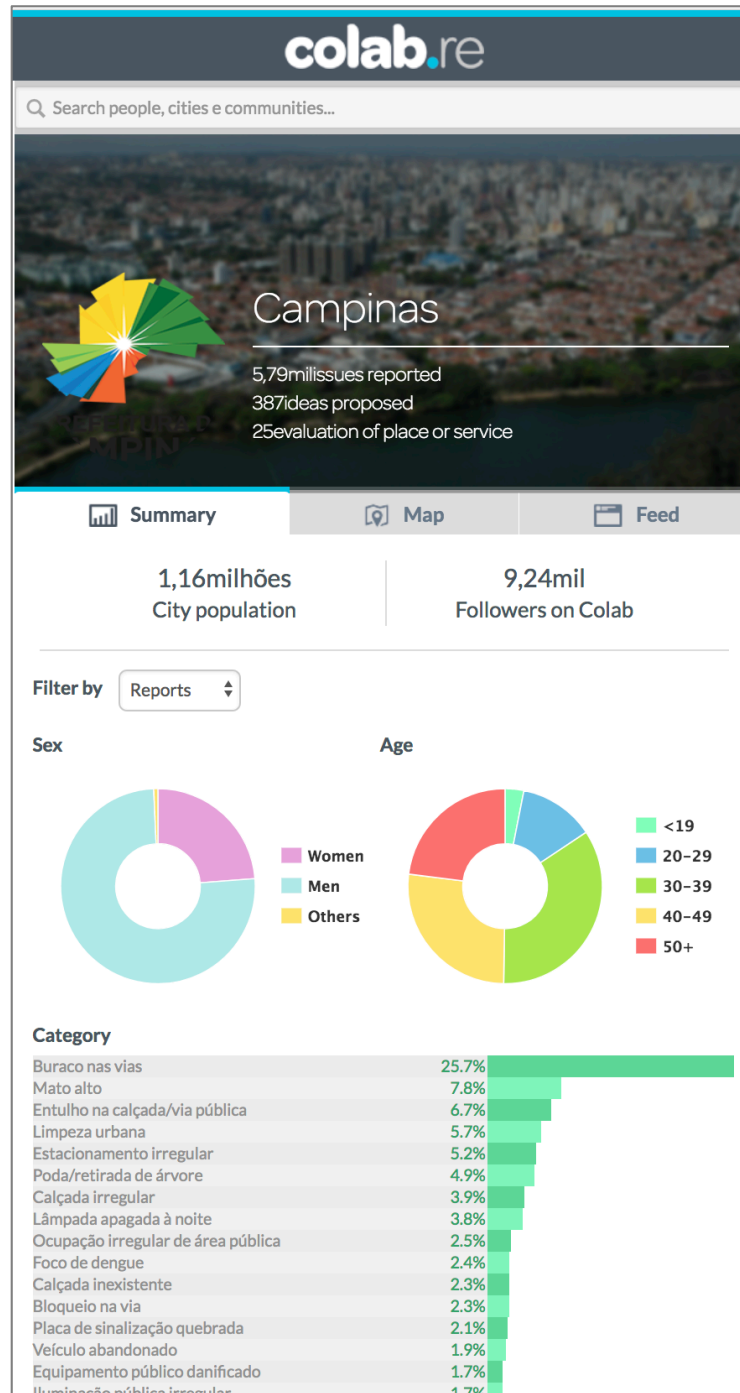 colab.re
Search people, cities e communities...
Campinas
5,79milissues reported
387ideas proposed
25evaluation of place or service
Summary
Map
Feed
1,16milhões
City population
9,24mil
Followers on Colab
Filter by
Reports
Sex
Women
Men
Others
Age
<19
20-29
30-39
40-49
50+
Category
Buraco nas vias 25.7%
Mato alto 7.8%
Entulho na calçada/via pública 6.7%
Limpeza urbana 5.7%
Estacionamento irregular 5.2%
Poda/retirada de árvore 4.9%
Calçada irregular 3.9%
Lâmpada apagada à noite 3.8%
Ocupação irregular de área pública 2.5%
Foco de dengue 2.4%
Calçada inexistente 2.3%
Bloqueio na via 2.3%
Placa de sinalização quebrada 2.1%
Veículo abandonado 1.9%
Equipamento público danificado 1.7%
Iluminação pública irregular 1.7%